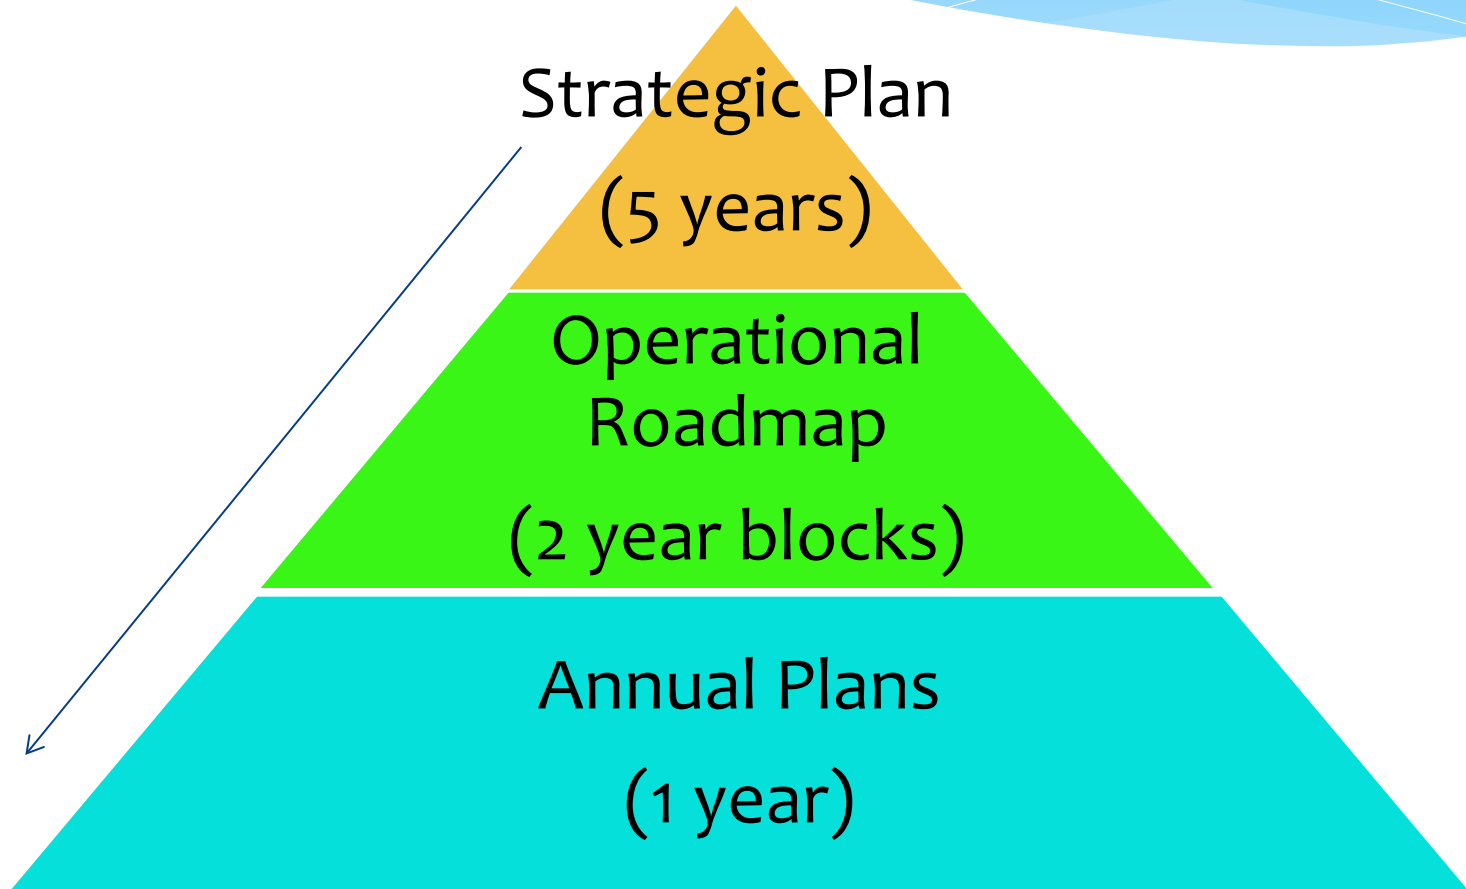 Strategic Plan
(5 years)
Operational
Roadmap
(2 year blocks)
Annual Plans
(1 year)